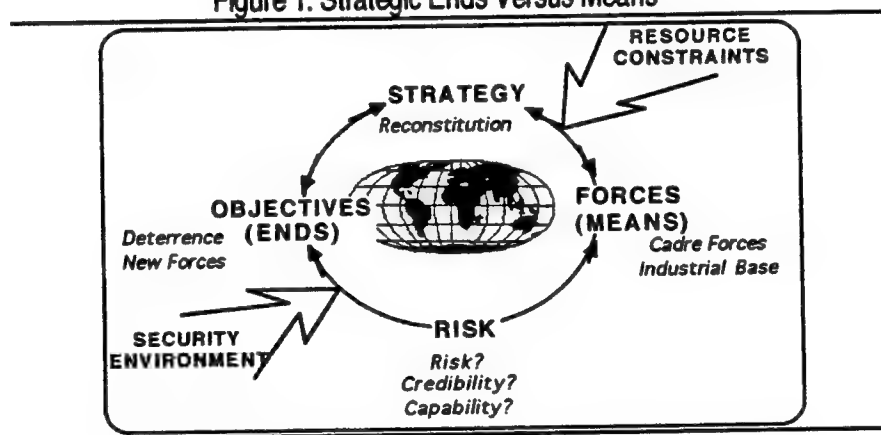 Figure 1. Strategic Ends Versus Means
RESOURCE
CONSTRAINTS
STRATEGY
Reconstitution
OBJECTIVES
(ENDS)
Deterrence
New Forces
FORCES
(MEANS)
Cadre Forces
Industrial Base
SECURITY
ENVIRONMENT
RISK
Risk?
Credibility?
Capability?